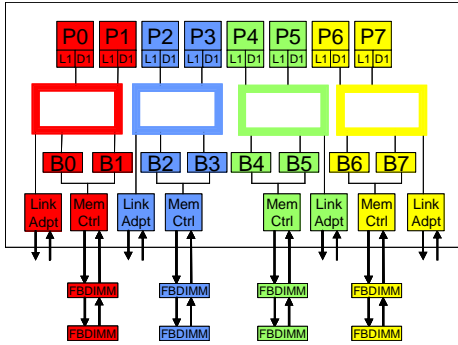 P0 P1 P2 P3 P4 P5 P6 P7
L1 D1 L1 D1 L1 D1 L1 D1 L1 D1 L1 D1 L1 D1 L1 D1
B0 B1 B2 B3 B4 B5 B6 B7
Link Mem Link Mem Mem Link Mem Link
Adpt Ctrl Adpt Ctrl Ctrl Adpt Ctrl Adpt
FBDIMM FBDIMM FBDIMM FBDIMM
FBDIMM FBDIMM FBDIMM FBDIMM